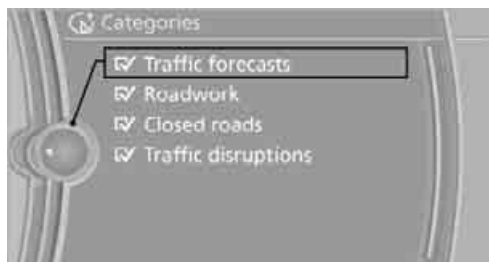 Categories
Traffic forecasts
Roadwork
Closed roads
Traffic disruptions